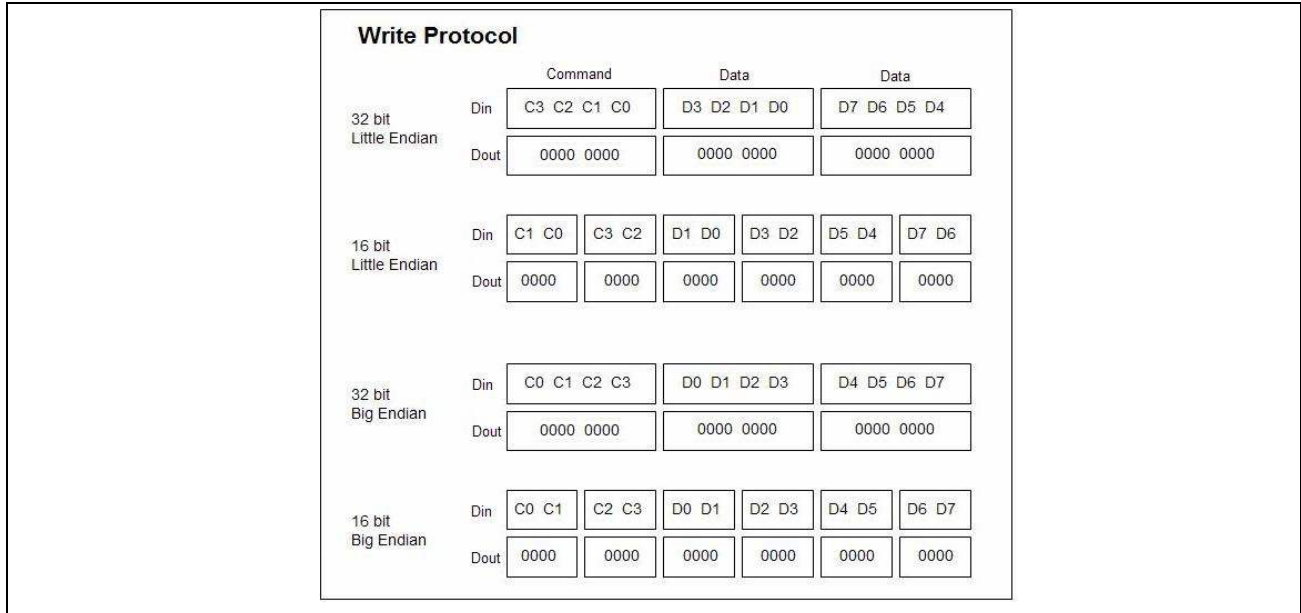 Write Protocol
Command Data Data
32 bit
Little Endian
Din C3 C2 C1 C0 D3 D2 D1 D0 D7 D6 D5 D4
Dout 0000 0000 0000 0000 0000 0000
16 bit
Little Endian
Din C1 C0 C3 C2 D1 D0 D3 D2 D5 D4 D7 D6
Dout 0000 0000 0000 0000 0000 0000
32 bit
Big Endian
Din C0 C1 C2 C3 D0 D1 D2 D3 D4 D5 D6 D7
Dout 0000 0000 0000 0000 0000 0000
16 bit
Big Endian
Din C0 C1 C2 C3 D0 D1 D2 D3 D4 D5 D6 D7
Dout 0000 0000 0000 0000 0000 0000